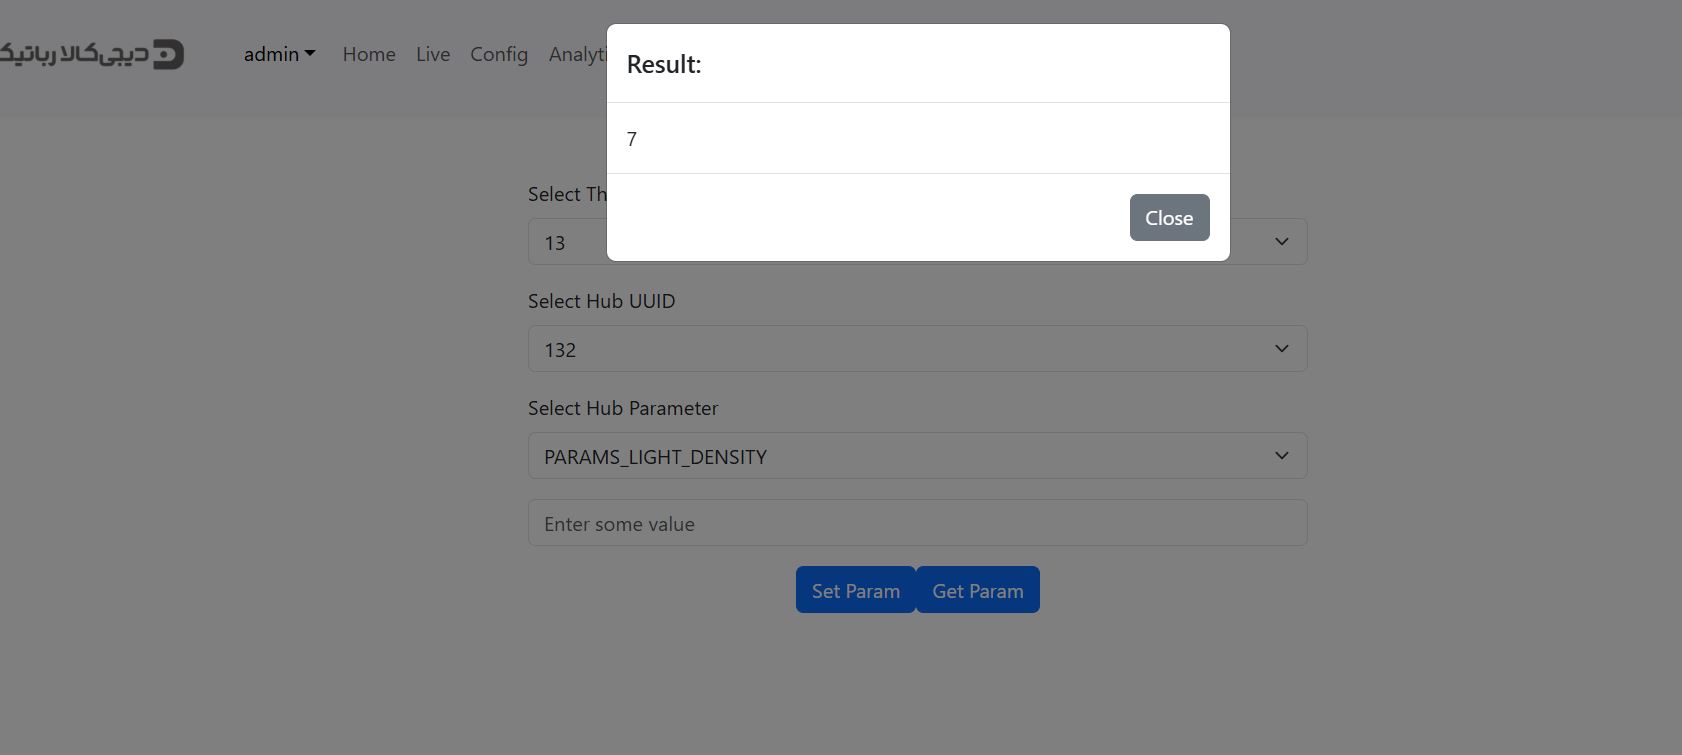 دیجی‌کالا رباتیک
admin Home Live Config Analyti
Result:
7
Close
Select Th
13
Select Hub UUID
132
Select Hub Parameter
PARAMS_LIGHT_DENSITY
Enter some value
Set Param Get Param